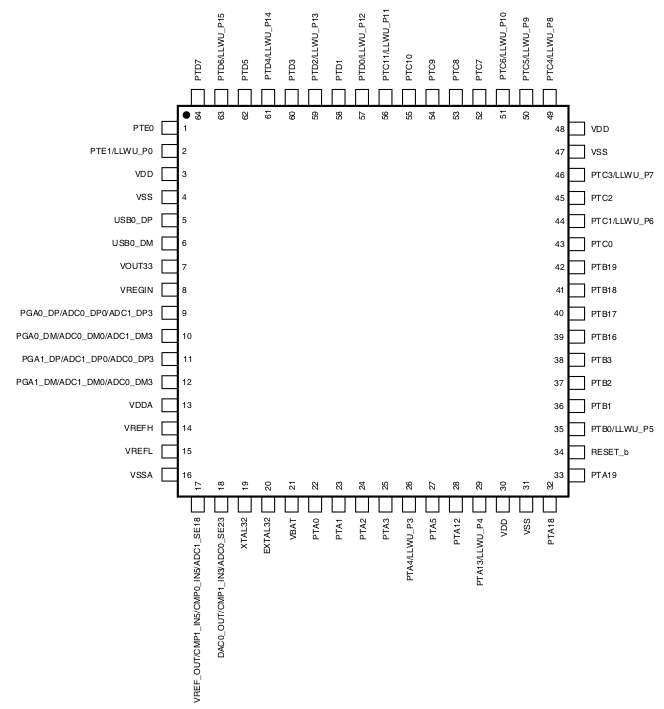 PTD7
PTD6/LLWU_P15
PTD5
PTD4/LLWU_P14
PTD3
PTD2/LLWU_P13
PTD1
PTD0/LLWU_P12
PTC11/LLWU_P11
PTC10
PTC9
PTC8
PTC7
PTC6/LLWU_P10
PTC5/LLWU_P9
PTC4/LLWU_P8
64
63
62
61
60
59
58
57
56
55
54
53
52
51
50
49
PTE0 1
PTE1/LLWU_P0 2
VDD 3
VSS 4
USB0_DP 5
USB0_DM 6
VOUT33 7
VREGIN 8
PGA0_DP/ADC0_DP0/ADC1_DP3 9
PGA0_DM/ADC0_DM0/ADC1_DM3 10
PGA1_DP/ADC1_DP0/ADC0_DP3 11
PGA1_DM/ADC1_DM0/ADC0_DM3 12
VDDA 13
VREFH 14
VREFL 15
VSSA 16
48 VDD
47 VSS
46 PTC3/LLWU_P7
45 PTC2
44 PTC1/LLWU_P6
43 PTC0
42 PTB19
41 PTB18
40 PTB17
39 PTB16
38 PTB3
37 PTB2
36 PTB1
35 PTB0/LLWU_P5
34 RESET_b
33 PTA19
17
18
19
20
21
22
23
24
25
26
27
28
29
30
31
32
VREF_OUT/CMP1_IN5/CMP0_IN5/ADC1_SE18
DAC0_OUT/CMP1_IN3/ADC0_SE23
XTAL32
EXTAL32
VBAT
PTA0
PTA1
PTA2
PTA3
PTA4/LLWU_P3
PTA5
PTA12
PTA13/LLWU_P4
VDD
VSS
PTA18